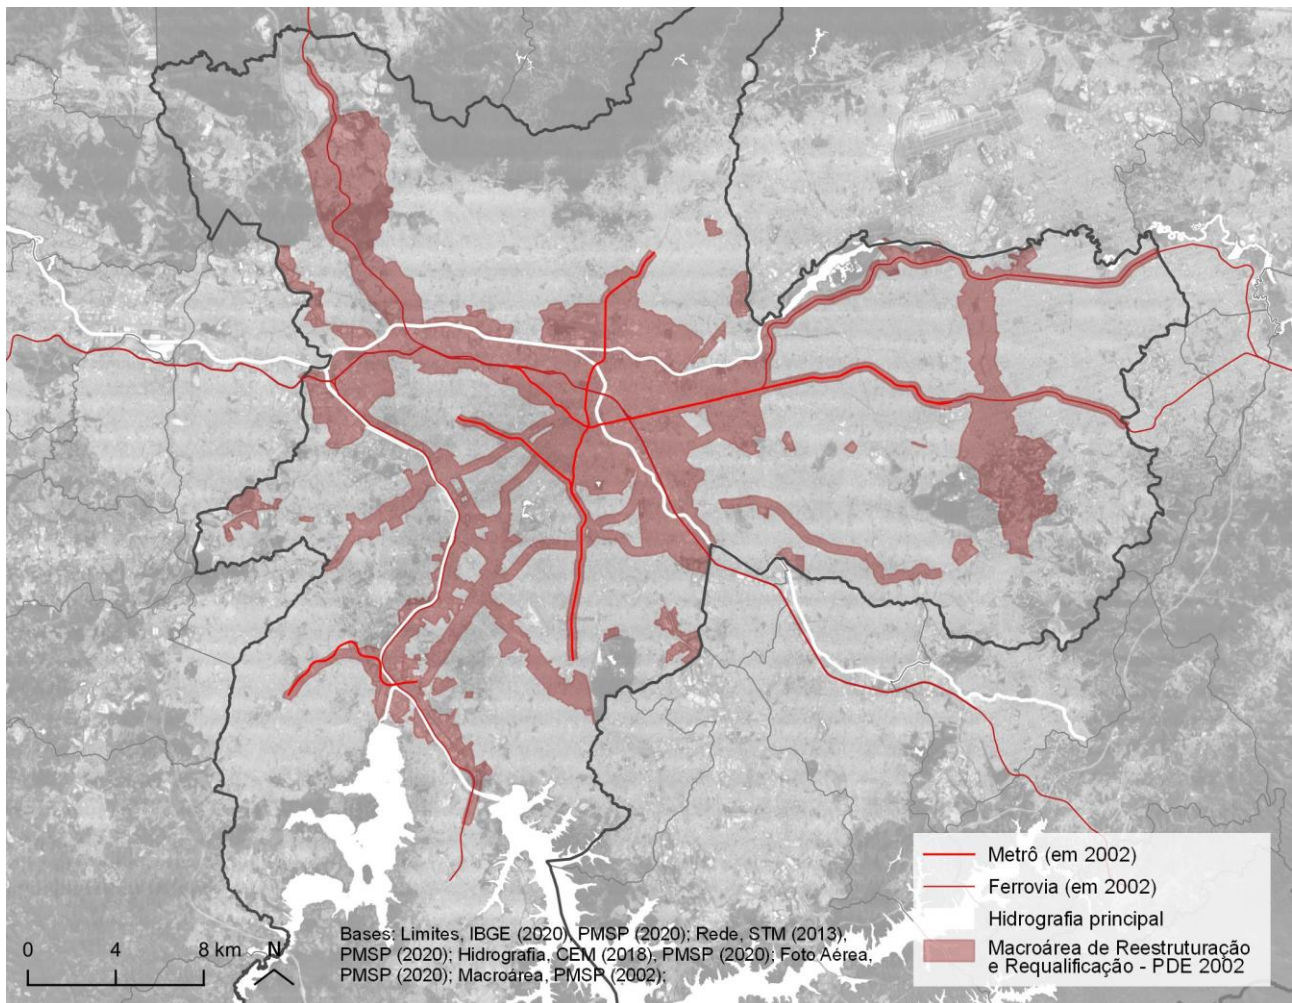 Metrô (em 2002)
Ferrovia (em 2002)
Hidrografia principal
Macroárea de Reestruturação
e Requalificação - PDE 2002
0 4 8 km N
Bases: Limites, IBGE (2020), PMSP (2020); Rede, STM (2013),
PMSP (2020); Hidrografia, CEM (2018), PMSP (2020); Foto Aérea,
PMSP (2020); Macroárea, PMSP (2002);